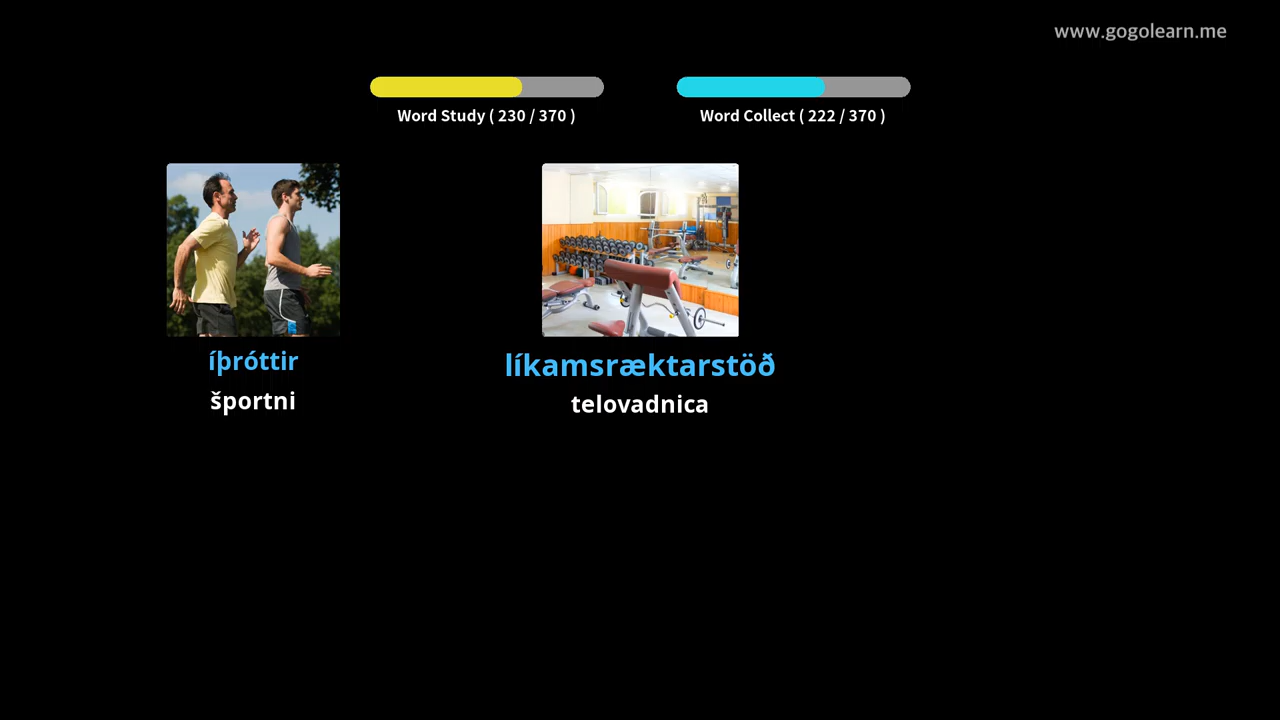 www.gogolearn.me
Word Study ( 230 / 370 )
Word Collect ( 222 / 370 )
íþróttir
športni
líkamsræktarstöð
telovadnica